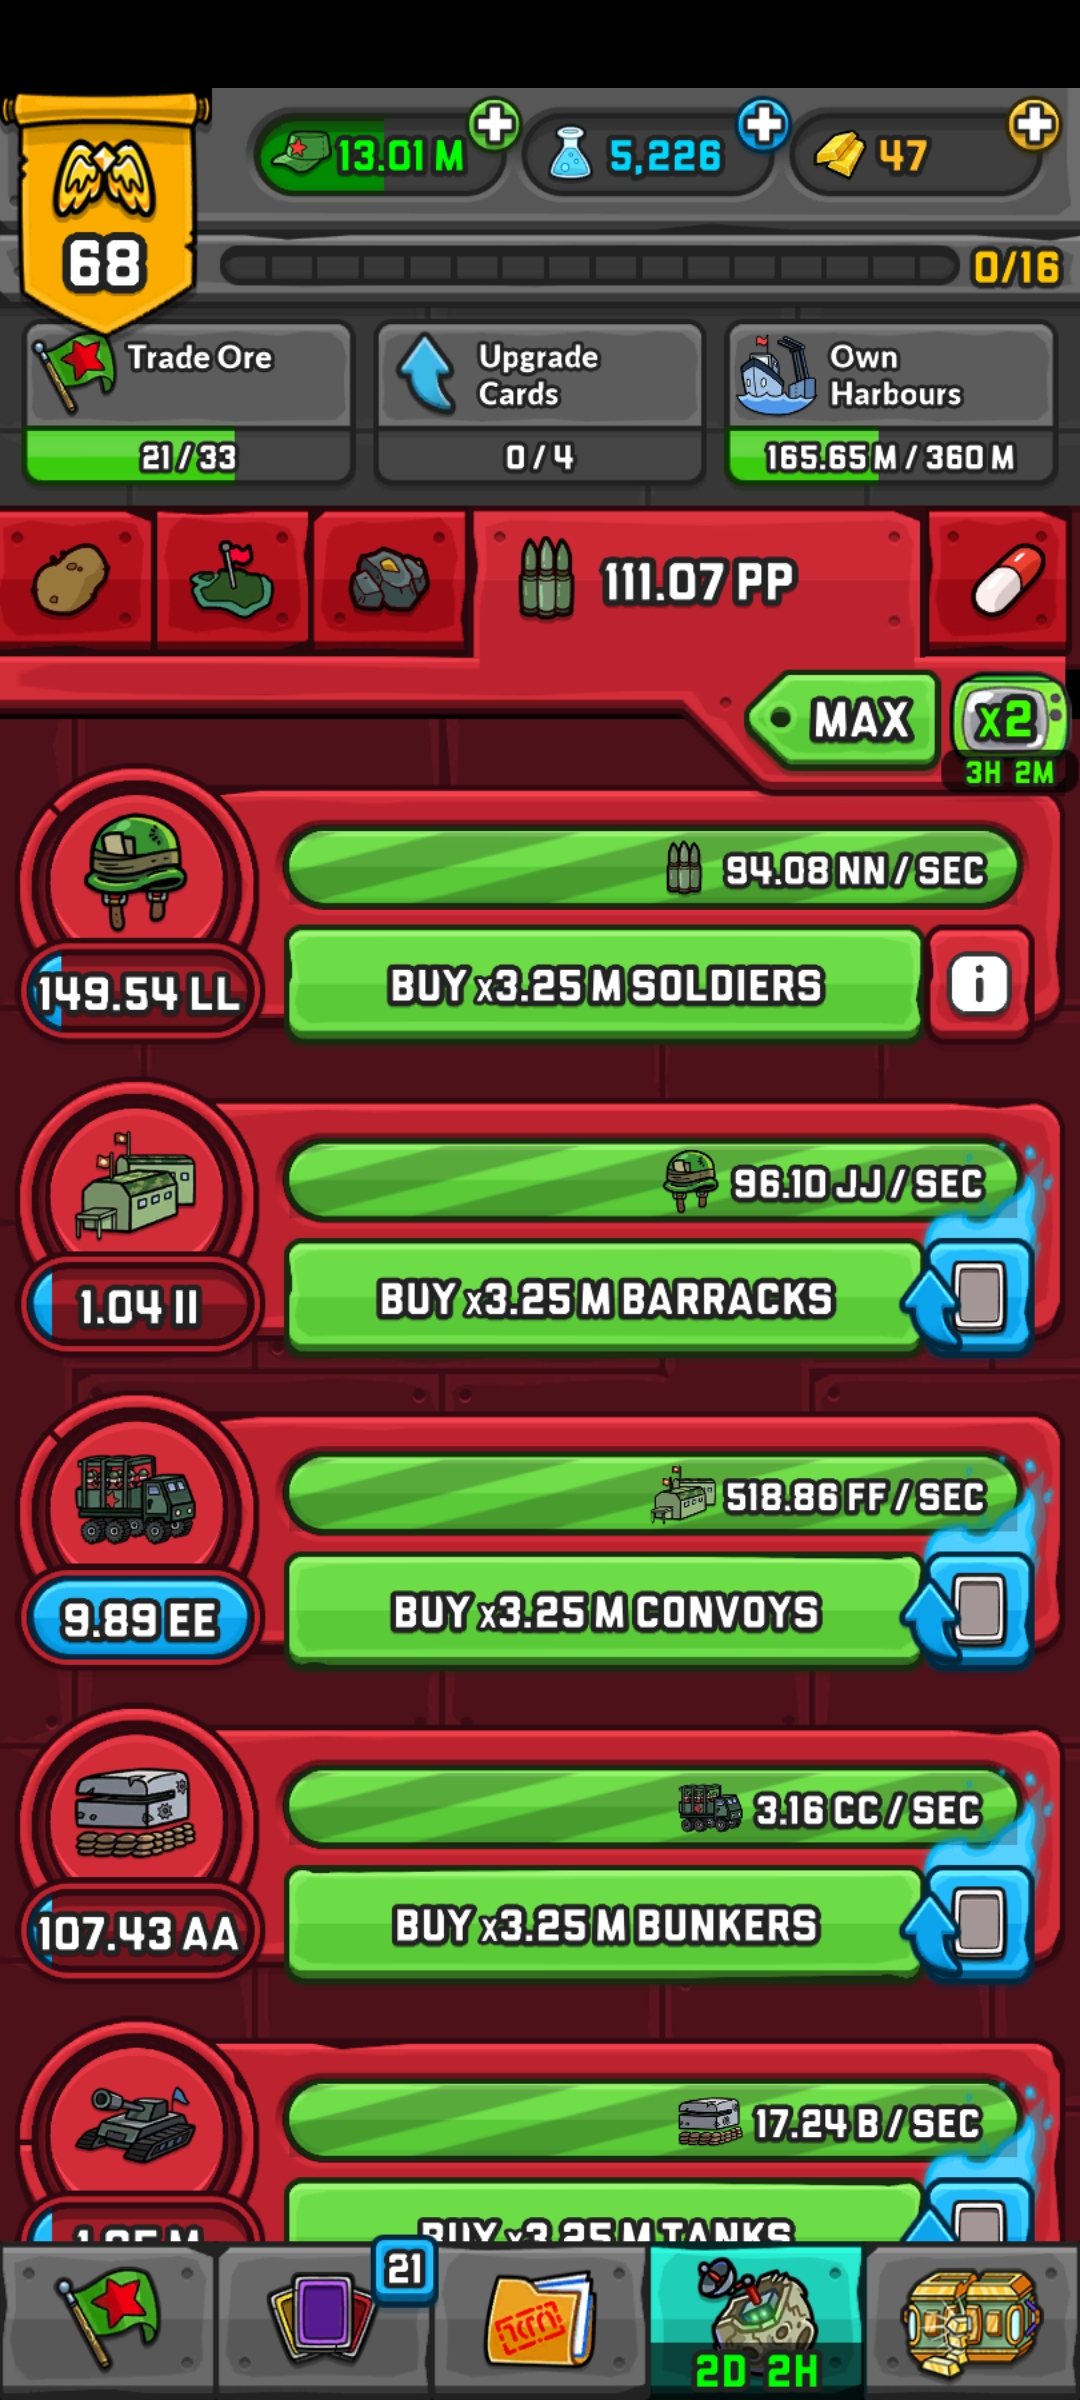 68
13.01 M
5,226
47
0/16
Trade Ore
21 / 33
Upgrade
Cards
0 / 4
Own
Harbours
165.65 M / 360 M
111.07 PP
MAX
x2
3H 2M
94.08 NN / SEC
149.54 LL
BUY x3.25 M SOLDIERS
i
96.10 JJ / SEC
1.04 II
BUY x3.25 M BARRACKS
518.86 FF / SEC
9.89 EE
BUY x3.25 M CONVOYS
3.16 CC / SEC
107.43 AA
BUY x3.25 M BUNKERS
17.24 B / SEC
BUY x3.25 M TANKS
21
2D 2H